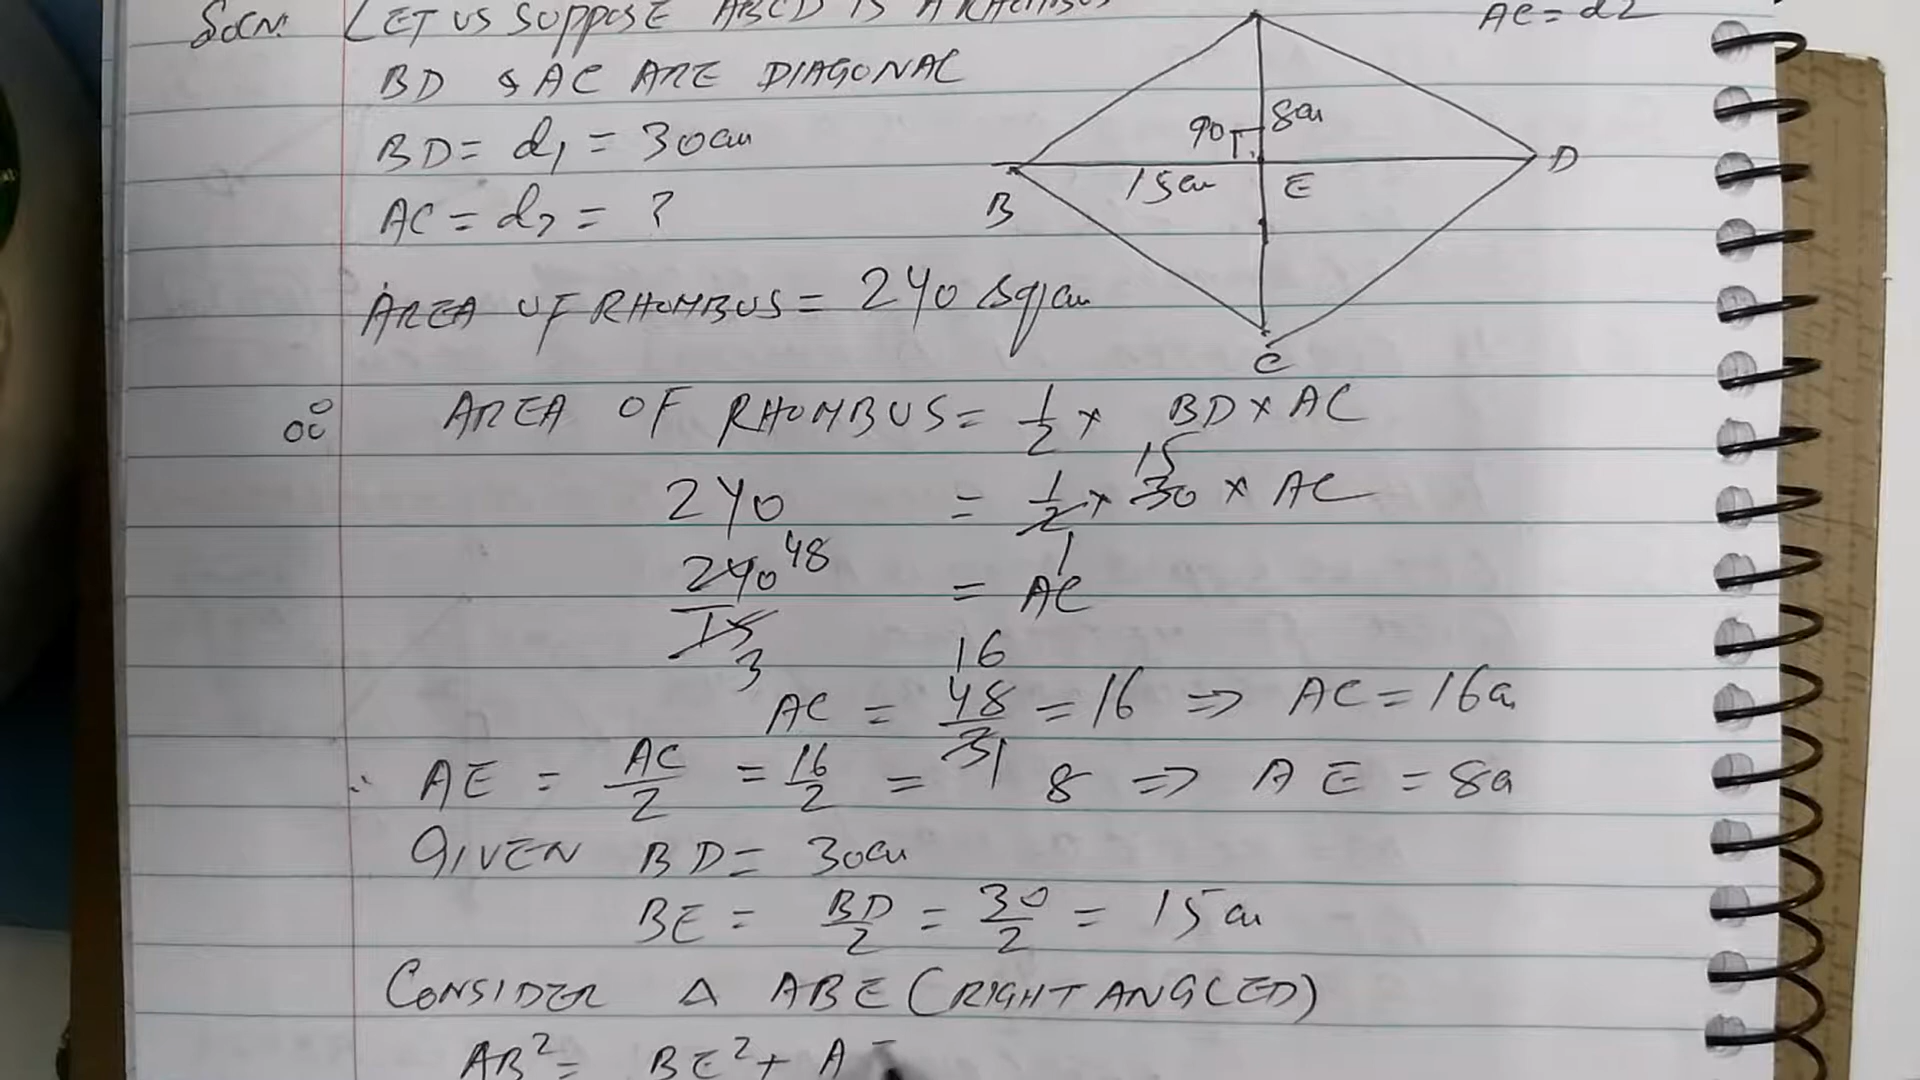 SOLN. LET US SUPPOSE ABCD IS A RHOMBUS
AC = d2
BD & AC ARE DIAGONAL
BD = d1 = 30cm
AC = d2 = ?
90
8cm
15cm
E
B
D
C
AREA OF RHOMBUS = 240 sqcm
AREA OF RHOMBUS = 1/2 × BD × AC
15
240 = 1/2 × 30 × AC
48 1
240/15 = AC
3 16
AC = 48/3 = 16 ⇒ AC = 16cm
1
∴ AE = AC/2 = 16/2 = 8 ⇒ AE = 8cm
GIVEN BD = 30cm
BE = BD/2 = 30/2 = 15cm
CONSIDER Δ ABE (RIGHT ANGLED)
AB² = BE² + A